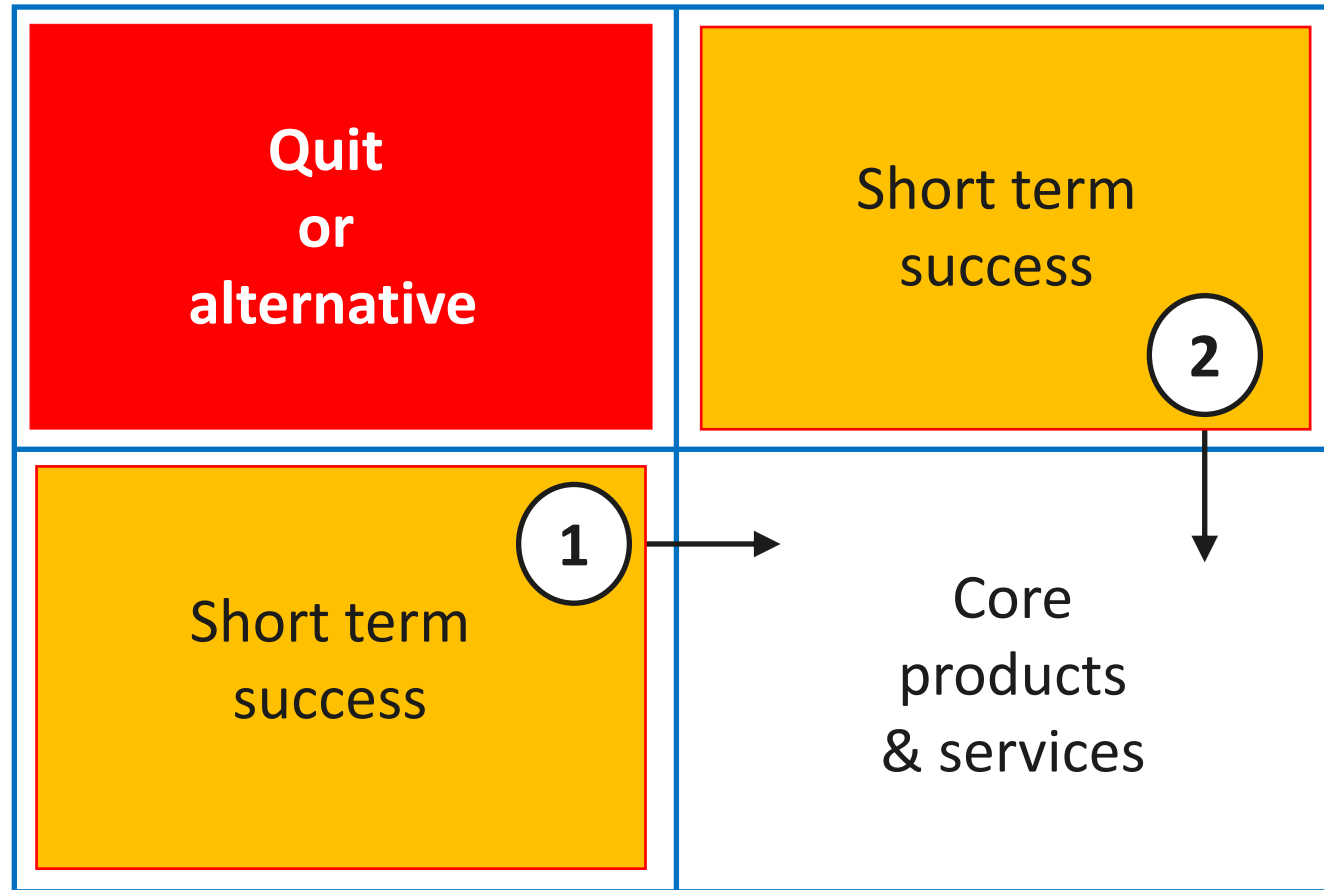 Quit
or
alternative
Short term
success
2
1
Short term
success
Core
products
& services